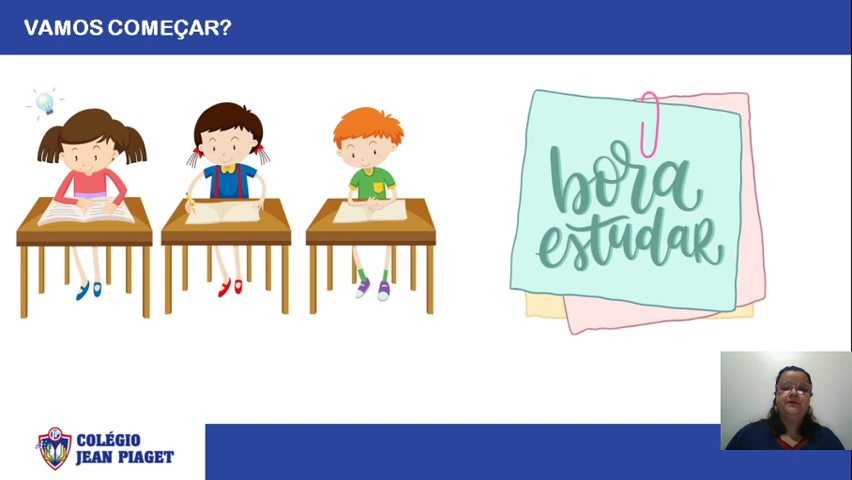 VAMOS COMEÇAR?
bora
estudar
COLÉGIO
JEAN PIAGET